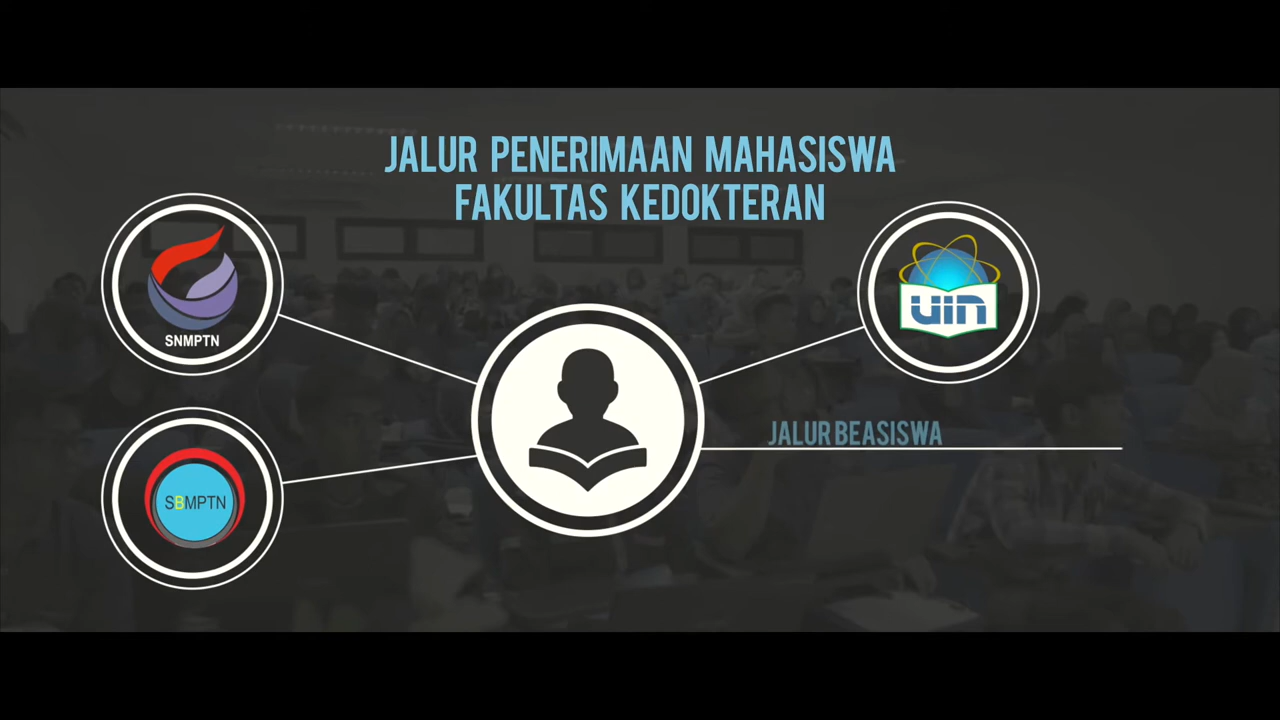 JALUR PENERIMAAN MAHASISWA
FAKULTAS KEDOKTERAN
SNMPTN
UIN
JALUR BEASISWA
SBMPTN